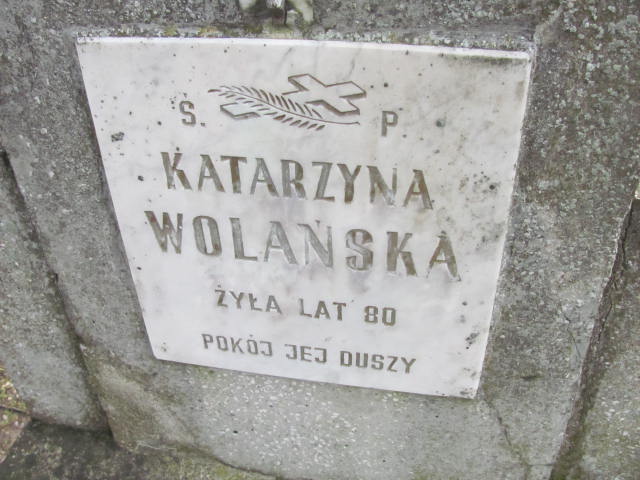 Ś. P.
KATARZYNA
WOLAŃSKA
ŻYŁA LAT 80
POKÓJ JEJ DUSZY